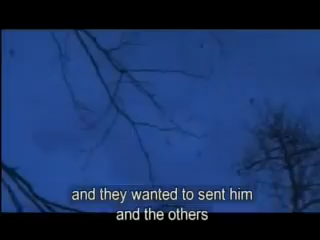 and they wanted to sent him
and the others